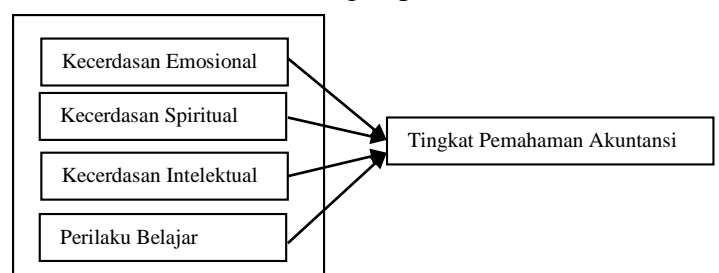 Kecerdasan Emosional
Kecerdasan Spiritual
Kecerdasan Intelektual
Perilaku Belajar
Tingkat Pemahaman Akuntansi